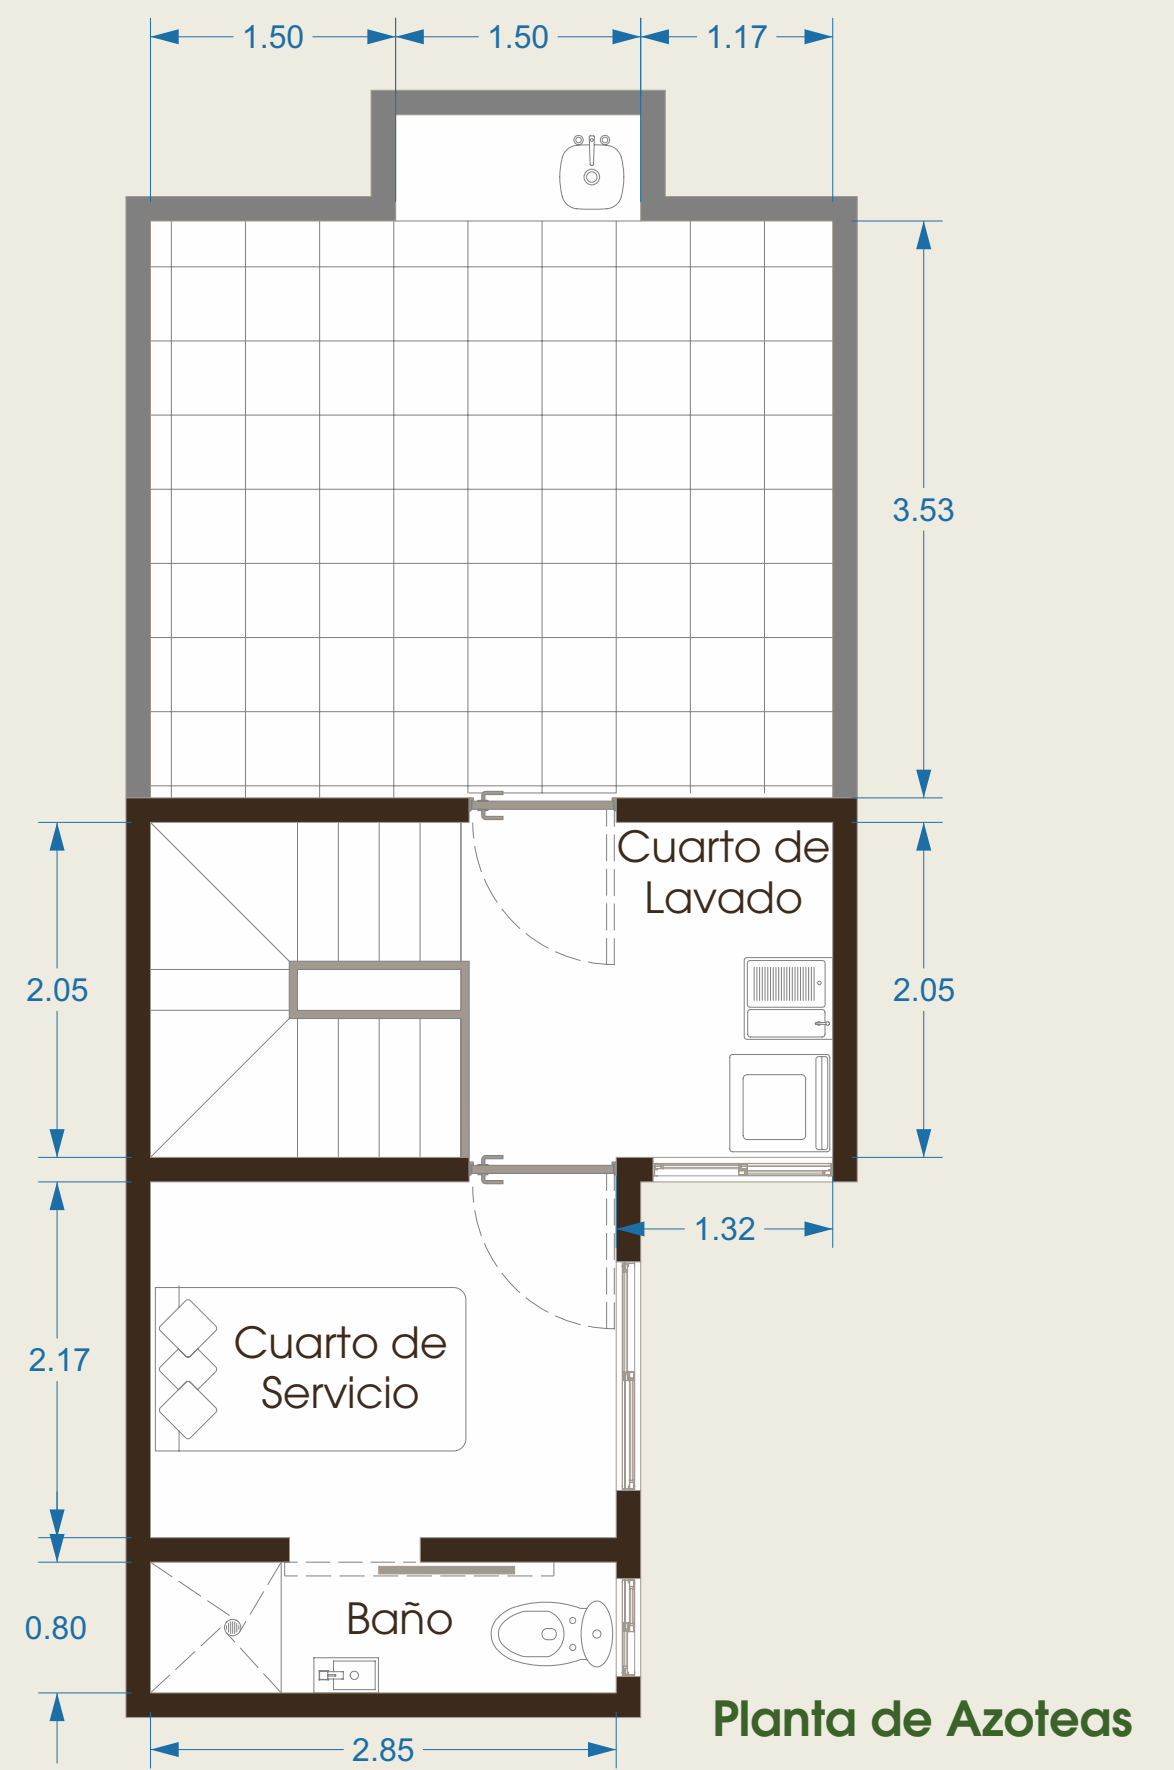 1.50 1.50 1.17
3.53
Cuarto de
Lavado
2.05
2.05
1.32
Cuarto de
Servicio
2.17
Baño
0.80
Planta de Azoteas
2.85